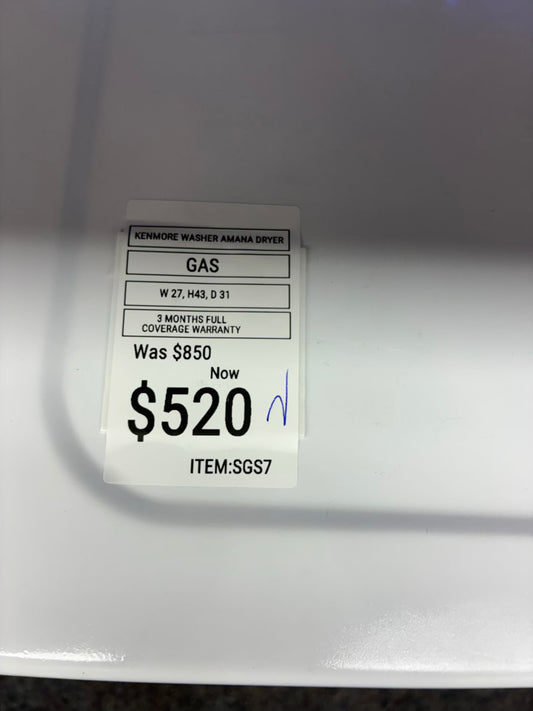 KENMORE WASHER AMANA DRYER
GAS
W 27, H43, D 31
3 MONTHS FULL
COVERAGE WARRANTY
Was $850
Now
$520
ITEM:SGS7